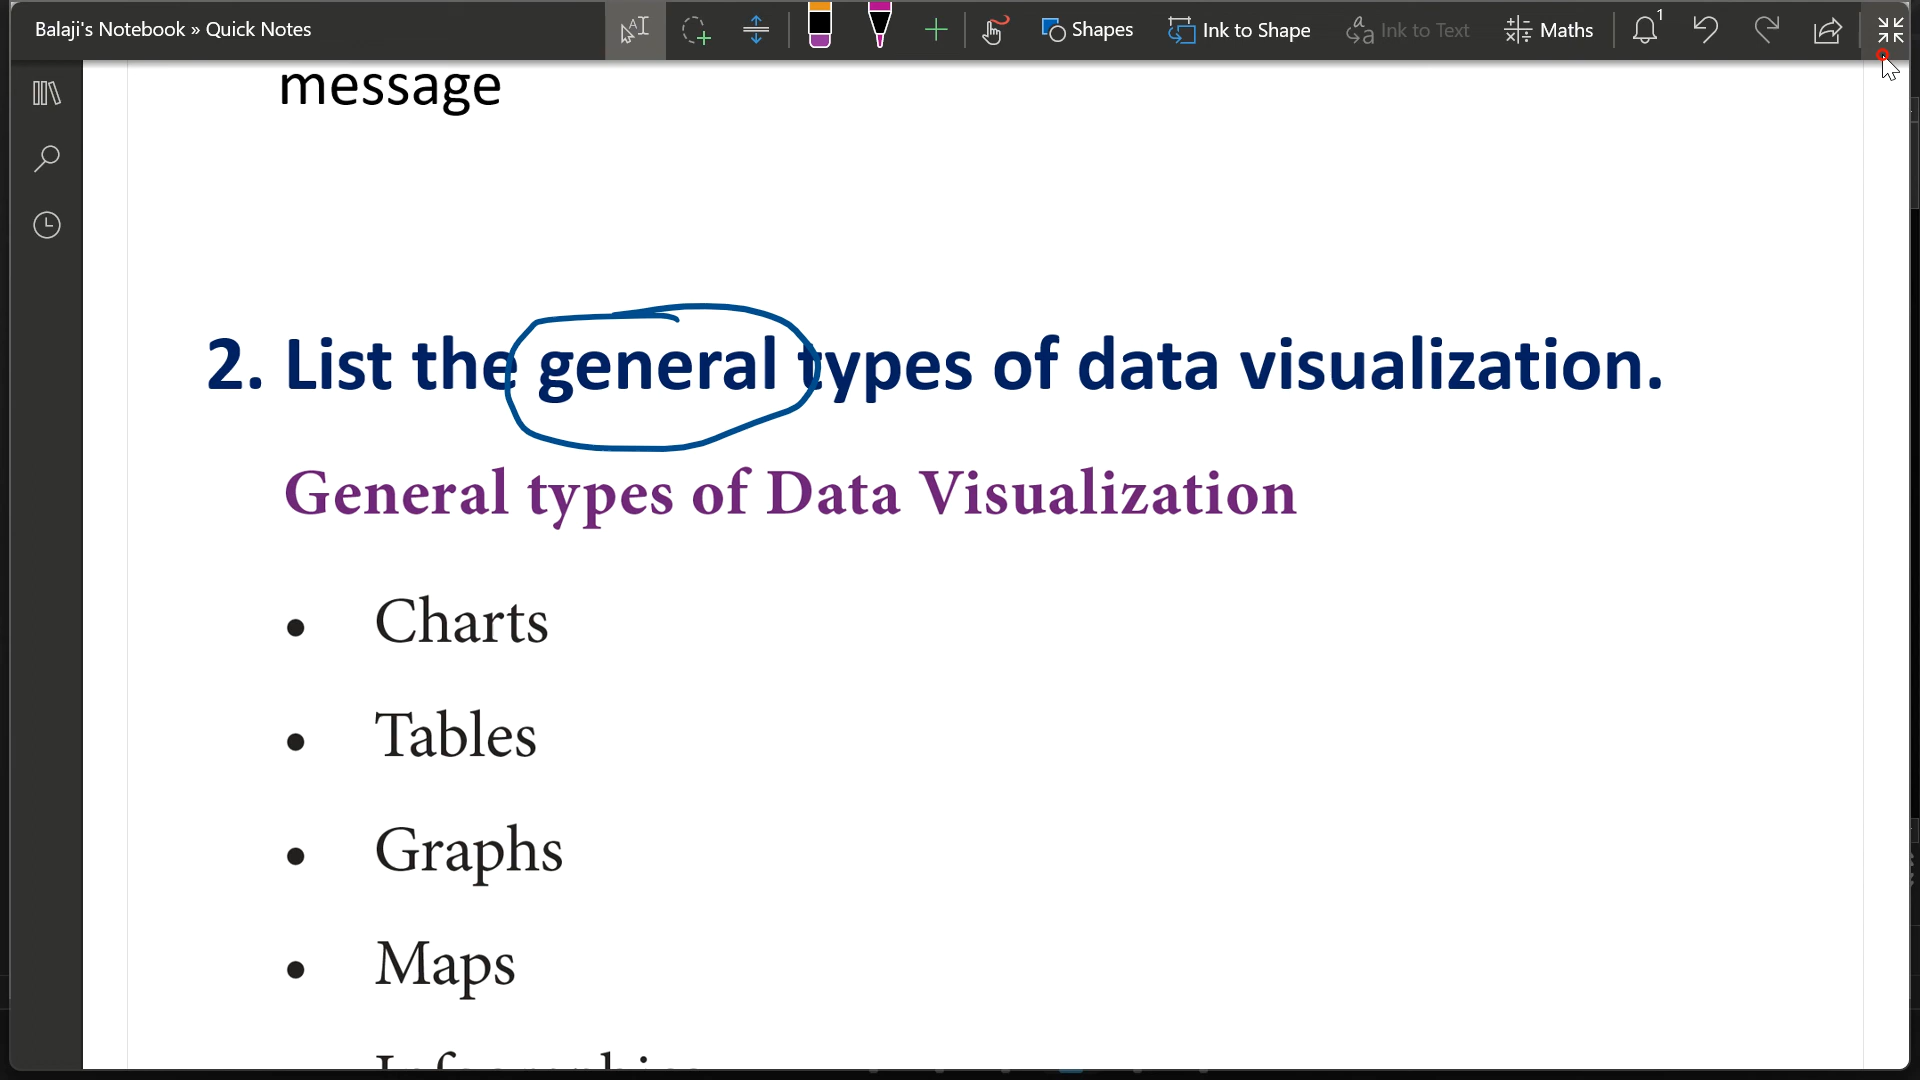 Balaji's Notebook » Quick Notes
Shapes
Ink to Shape
Ink to Text
Maths
1
message
2. List the general types of data visualization.
General types of Data Visualization
• Charts
• Tables
• Graphs
• Maps